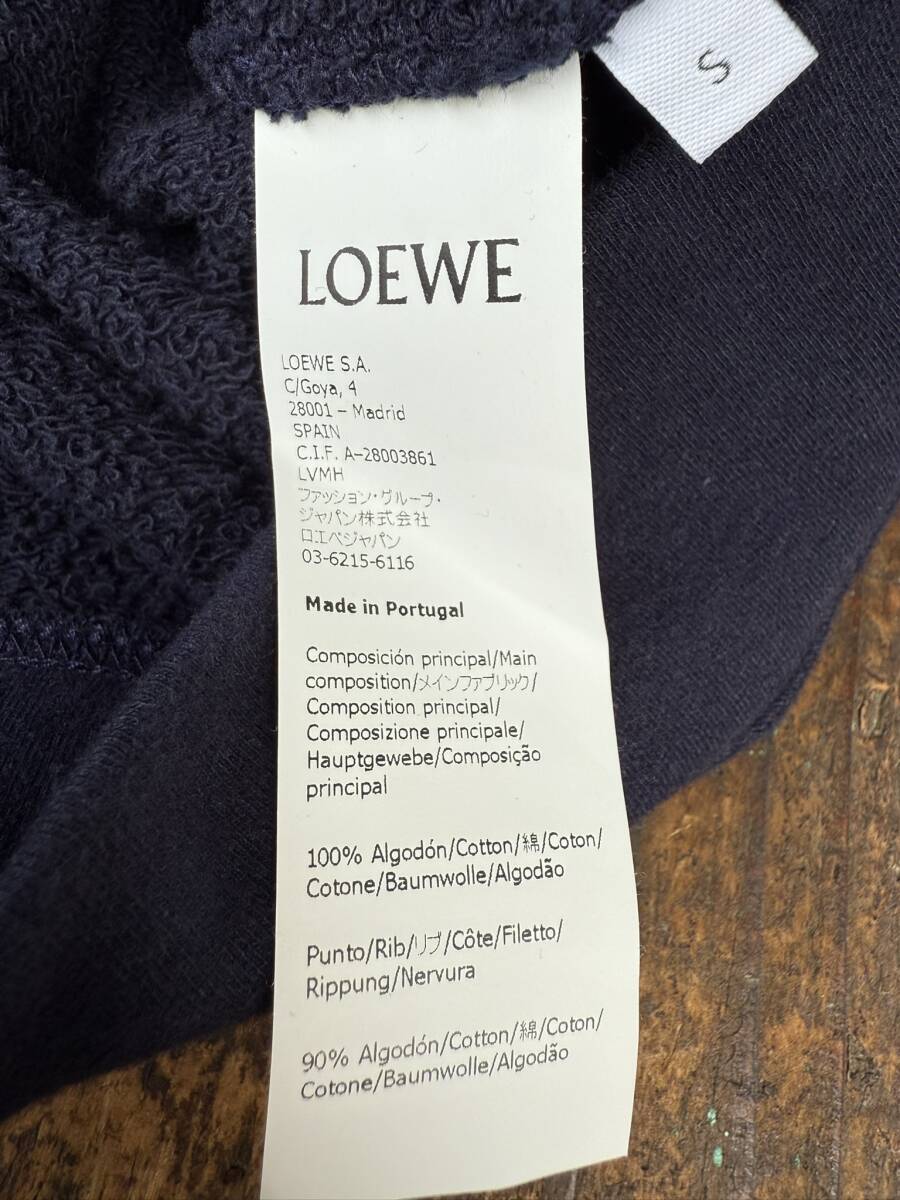 S
LOEWE
LOEWE S.A.
C/Goya, 4
28001 – Madrid
SPAIN
C.I.F. A-28003861
LVMH
ファッション・グループ・
ジャパン株式会社
ロエベジャパン
03-6215-6116
Made in Portugal
Composición principal/Main
composition/メインファブリック/
Composition principal/
Composizione principale/
Hauptgewebe/Composição
principal
100% Algodón/Cotton/綿/Coton/
Cotone/Baumwolle/Algodão
Punto/Rib/リブ/Côte/Filetto/
Rippung/Nervura
90% Algodón/Cotton/綿/Coton/
Cotone/Baumwolle/Algodão